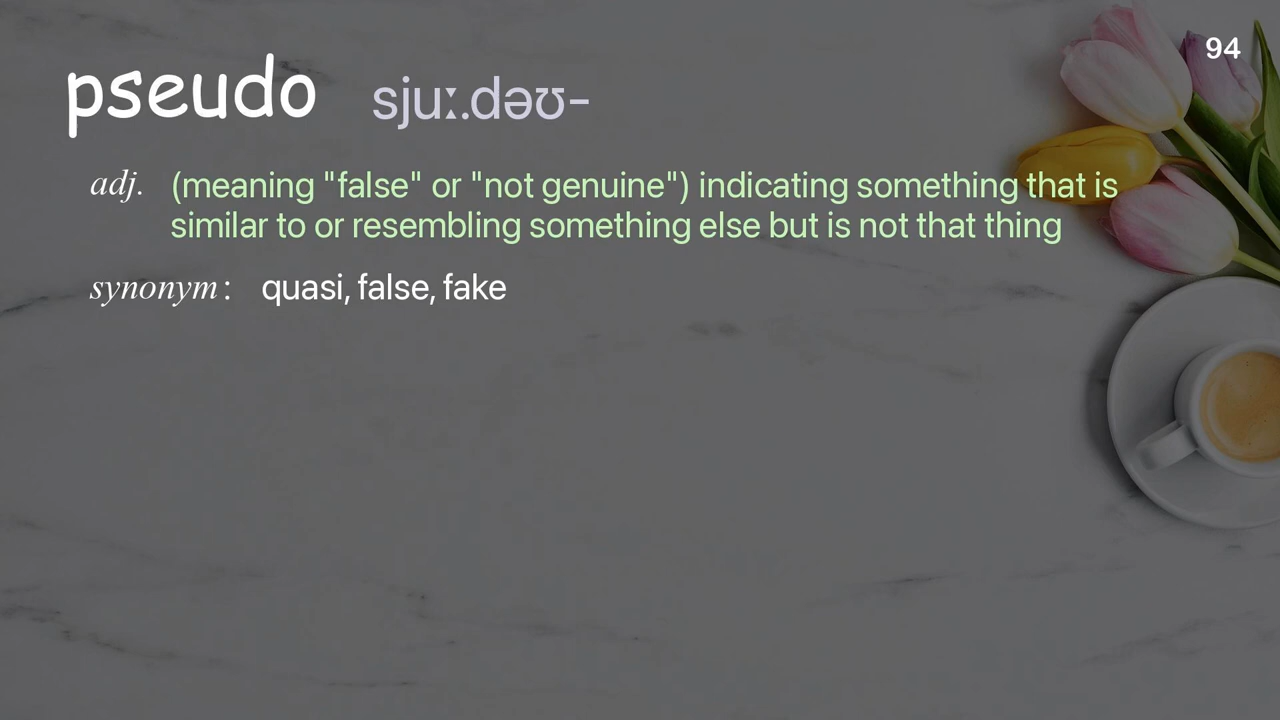 94
pseudo sjuː.dəʊ-
adj. (meaning "false" or "not genuine") indicating something that is
similar to or resembling something else but is not that thing
synonym: quasi, false, fake